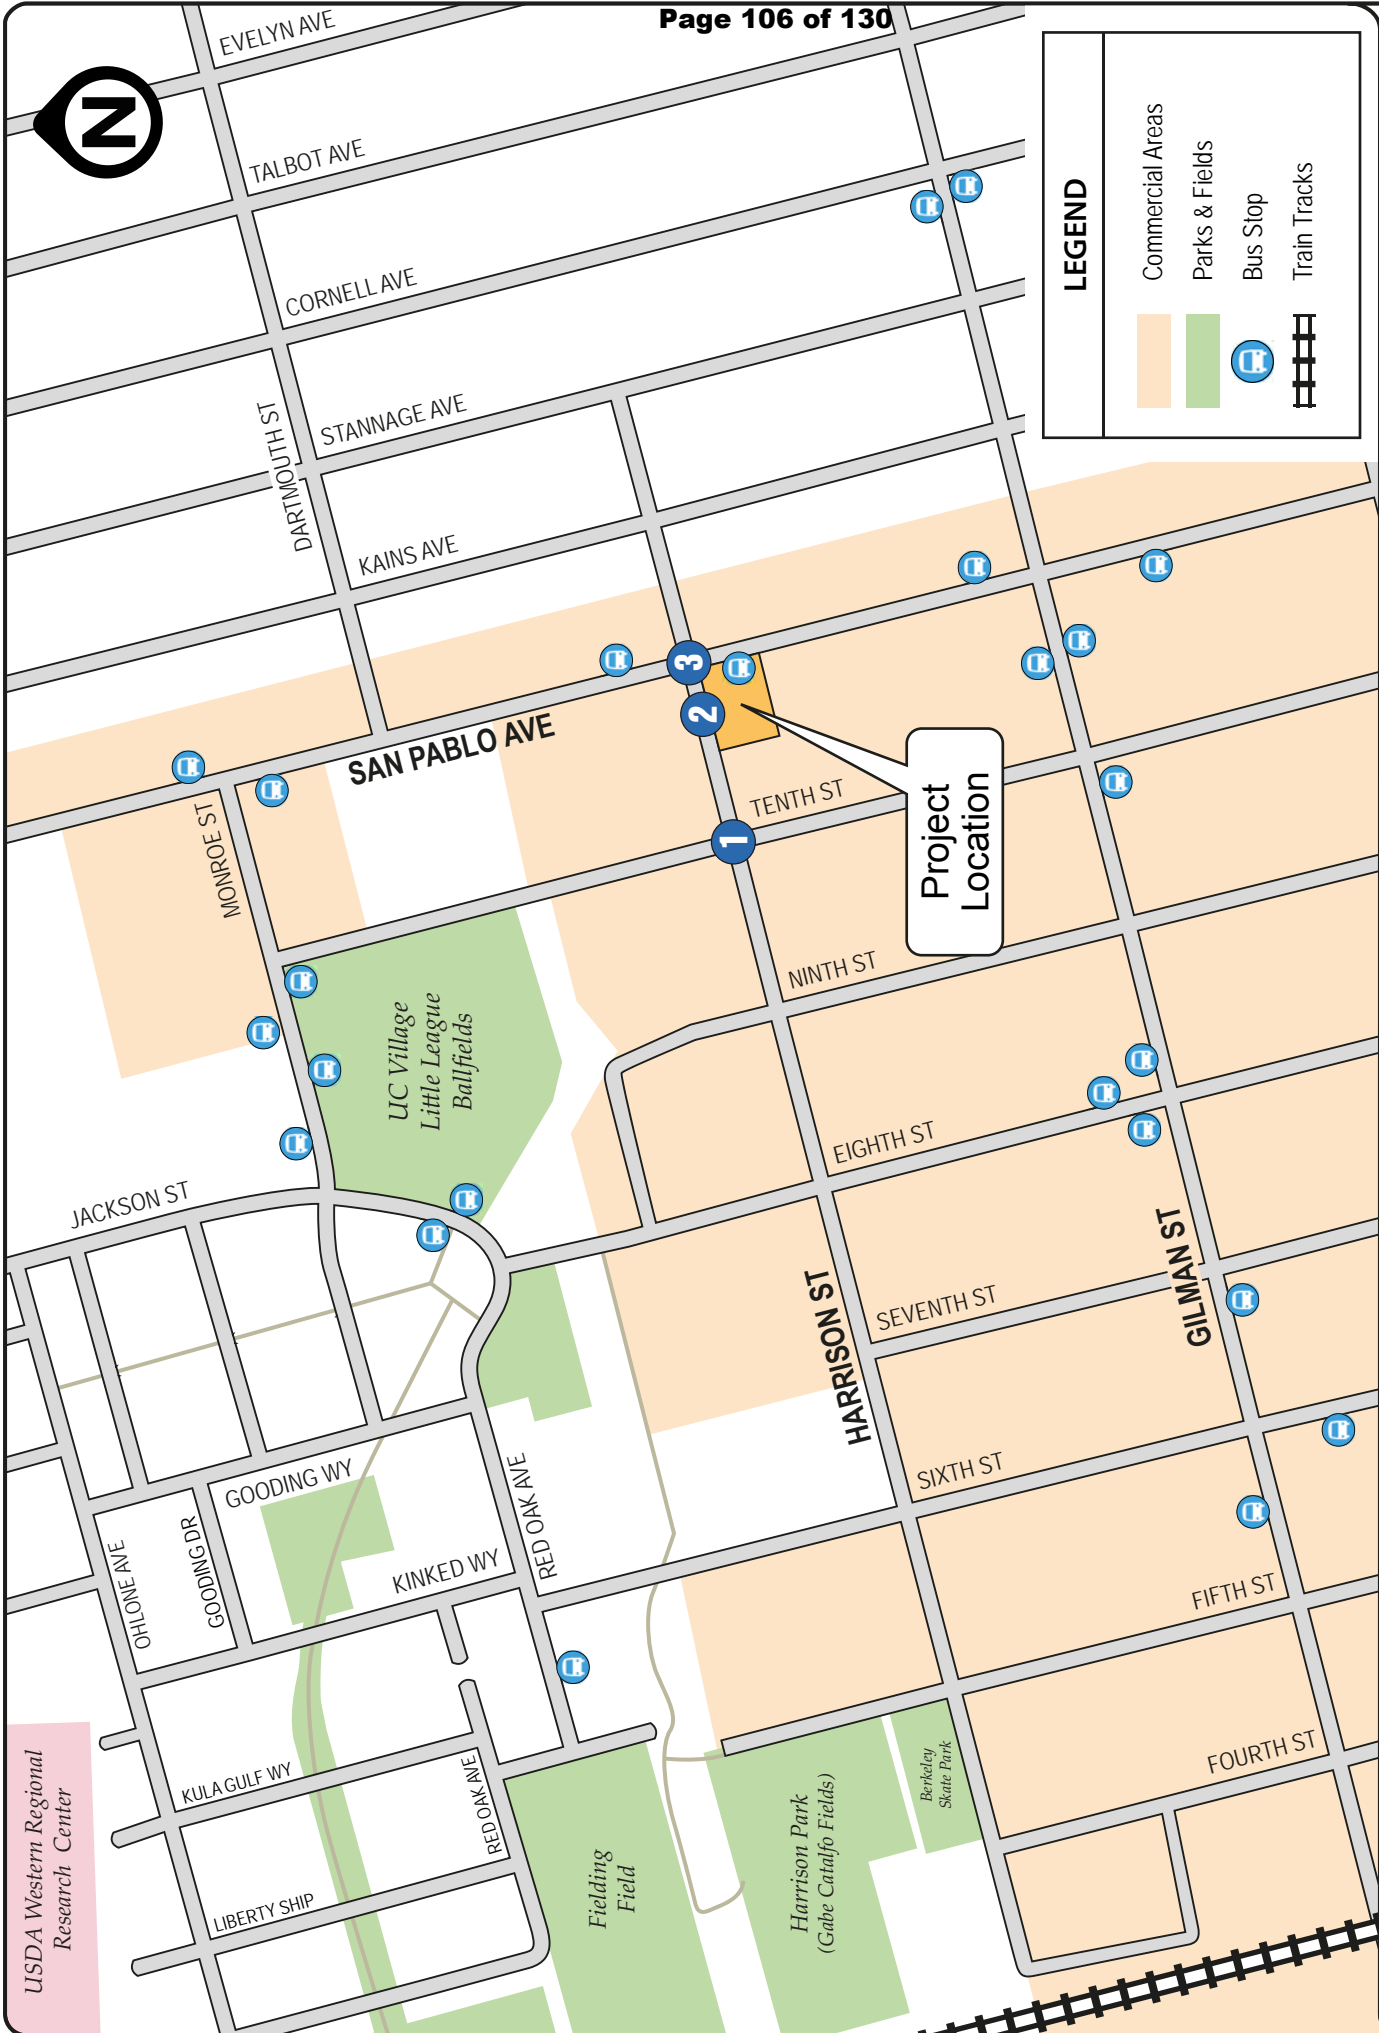 Page 106 of 130
N
EVELYN AVE
TALBOT AVE
CORNELL AVE
STANNAGE AVE
DARTMOUTH ST
KAINS AVE
SAN PABLO AVE
MONROE ST
3
2
1
TENTH ST
Project
Location
NINTH ST
EIGHTH ST
SEVENTH ST
SIXTH ST
FIFTH ST
FOURTH ST
HARRISON ST
GILMAN ST
UC Village
Little League
Ballfields
JACKSON ST
GOODING WY
RED OAK AVE
KINKED WY
OHLONE AVE
GOODING DR
KULA GULF WY
RED OAK AVE
LIBERTY SHIP
USDA Western Regional
Research Center
Fielding
Field
Harrison Park
(Gabe Catalfo Fields)
Berkeley
Skate Park
LEGEND
Commercial Areas
Parks & Fields
Bus Stop
Train Tracks